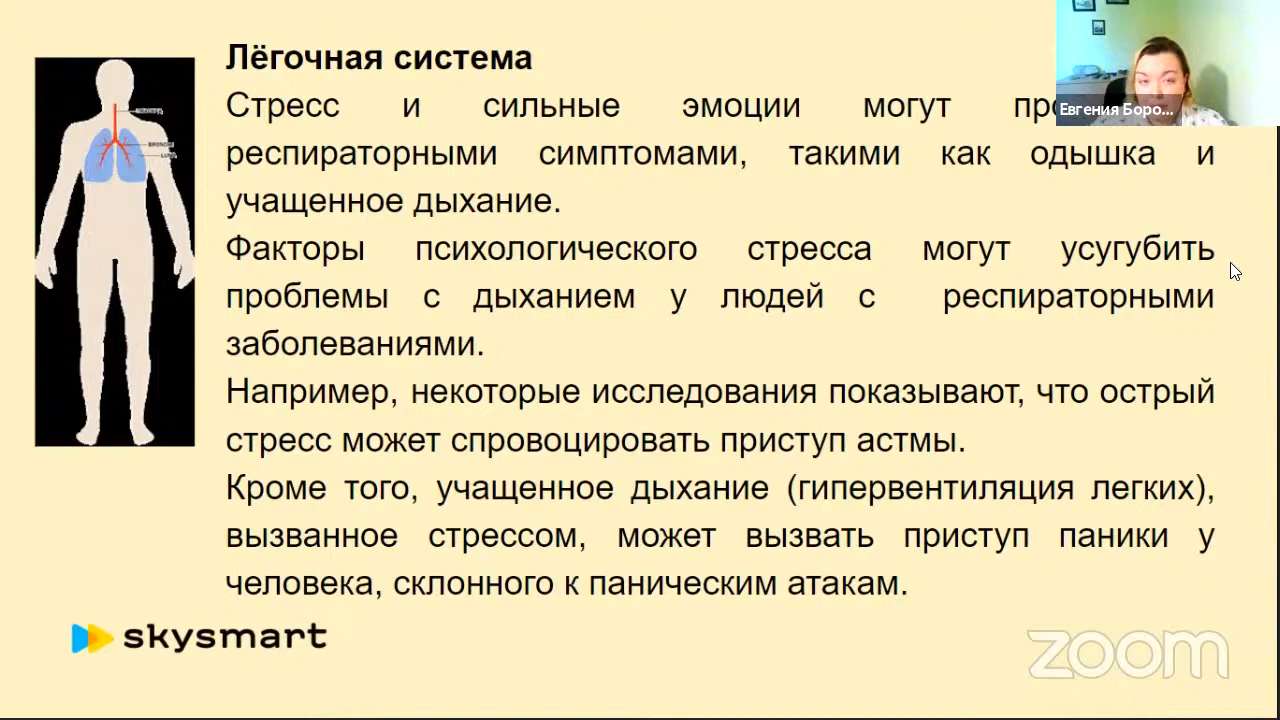 Лёгочная система
Стресс и сильные эмоции могут
Евгения Боро...
респираторными симптомами, такими как одышка и
учащенное дыхание.
Факторы психологического стресса могут усугубить
проблемы с дыханием у людей с респираторными
заболеваниями.
Например, некоторые исследования показывают, что острый
стресс может спровоцировать приступ астмы.
Кроме того, учащенное дыхание (гипервентиляция легких),
вызванное стрессом, может вызвать приступ паники у
человека, склонного к паническим атакам.
skysmart
zoom